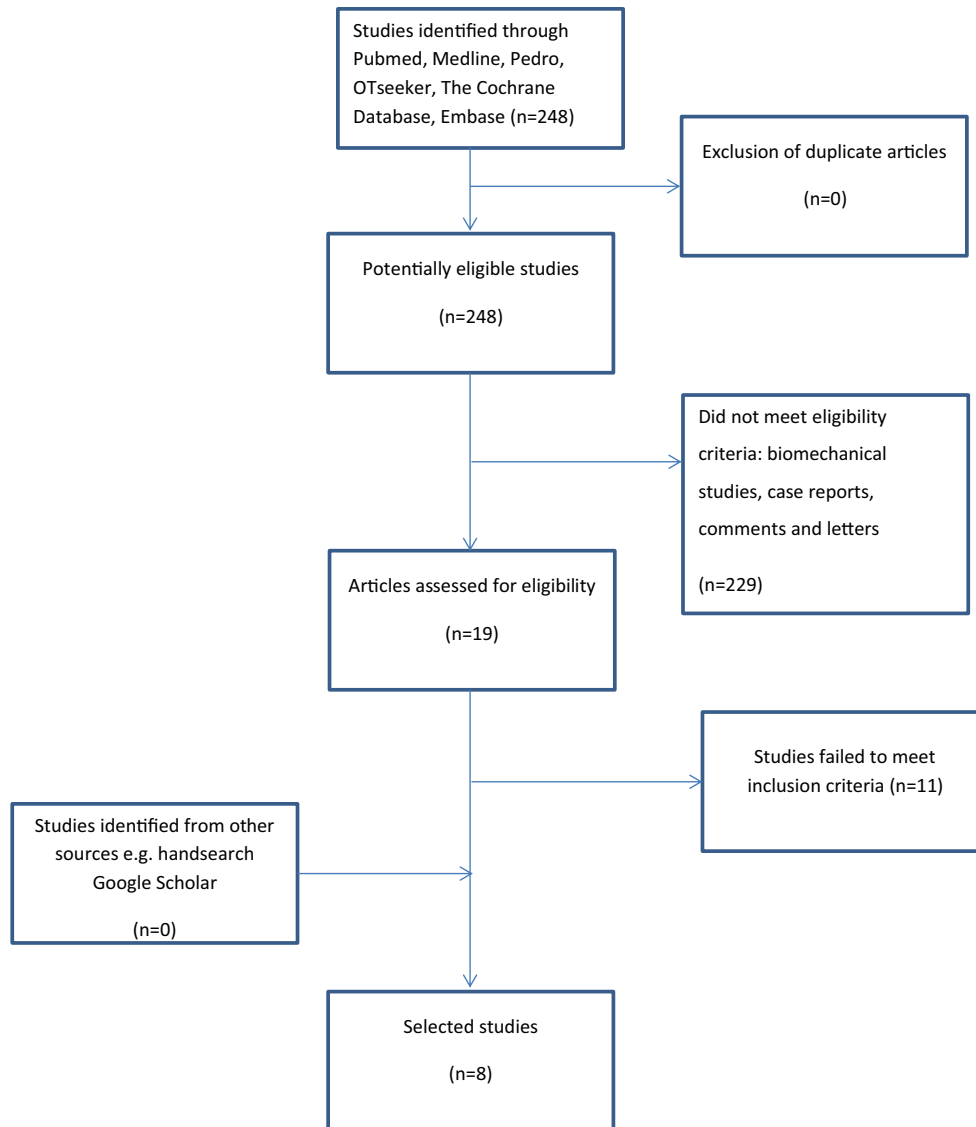 Studies identified through
Pubmed, Medline, Pedro,
OTseeker, The Cochrane
Database, Embase (n=248)
Exclusion of duplicate articles
(n=0)
Potentially eligible studies
(n=248)
Did not meet eligibility
criteria: biomechanical
studies, case reports,
comments and letters
(n=229)
Articles assessed for eligibility
(n=19)
Studies failed to meet
inclusion criteria (n=11)
Studies identified from other
sources e.g. handsearch
Google Scholar
(n=0)
Selected studies
(n=8)